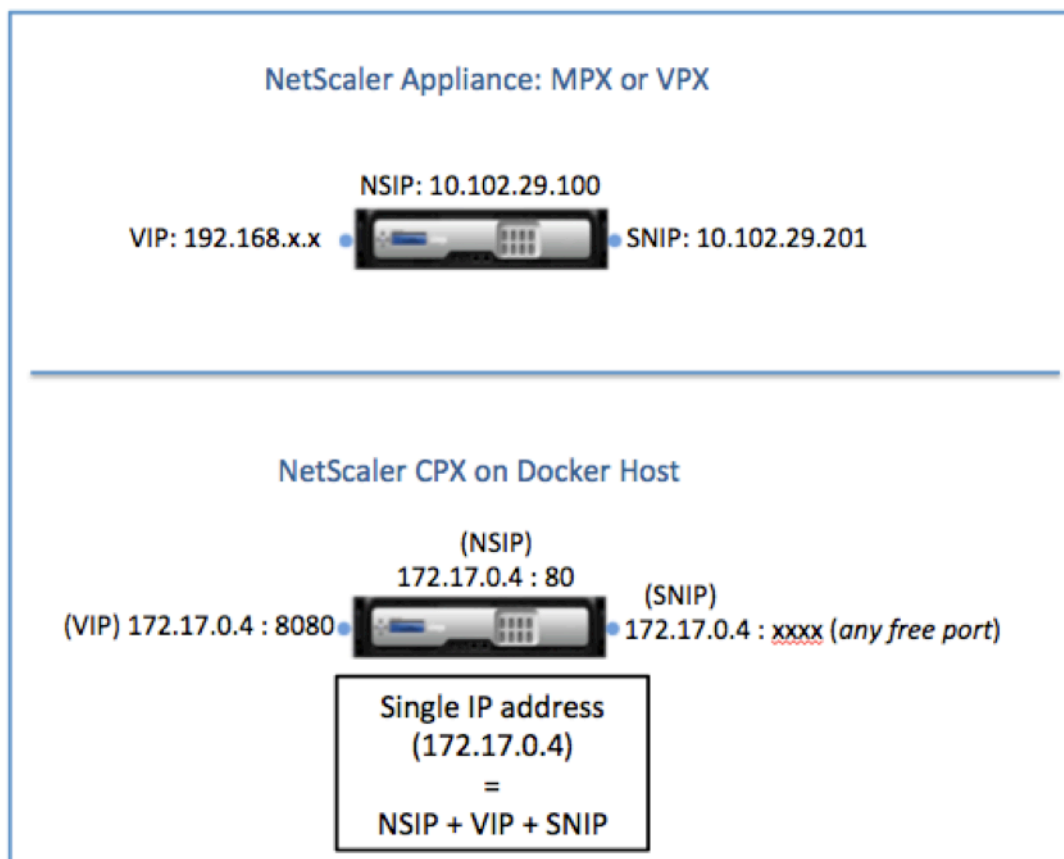 NetScaler Appliance: MPX or VPX
NSIP: 10.102.29.100
VIP: 192.168.x.x
SNIP: 10.102.29.201
NetScaler CPX on Docker Host
(NSIP)
172.17.0.4 : 80
(VIP) 172.17.0.4 : 8080
(SNIP)
172.17.0.4 : xxxx (any free port)
Single IP address
(172.17.0.4)
=
NSIP + VIP + SNIP